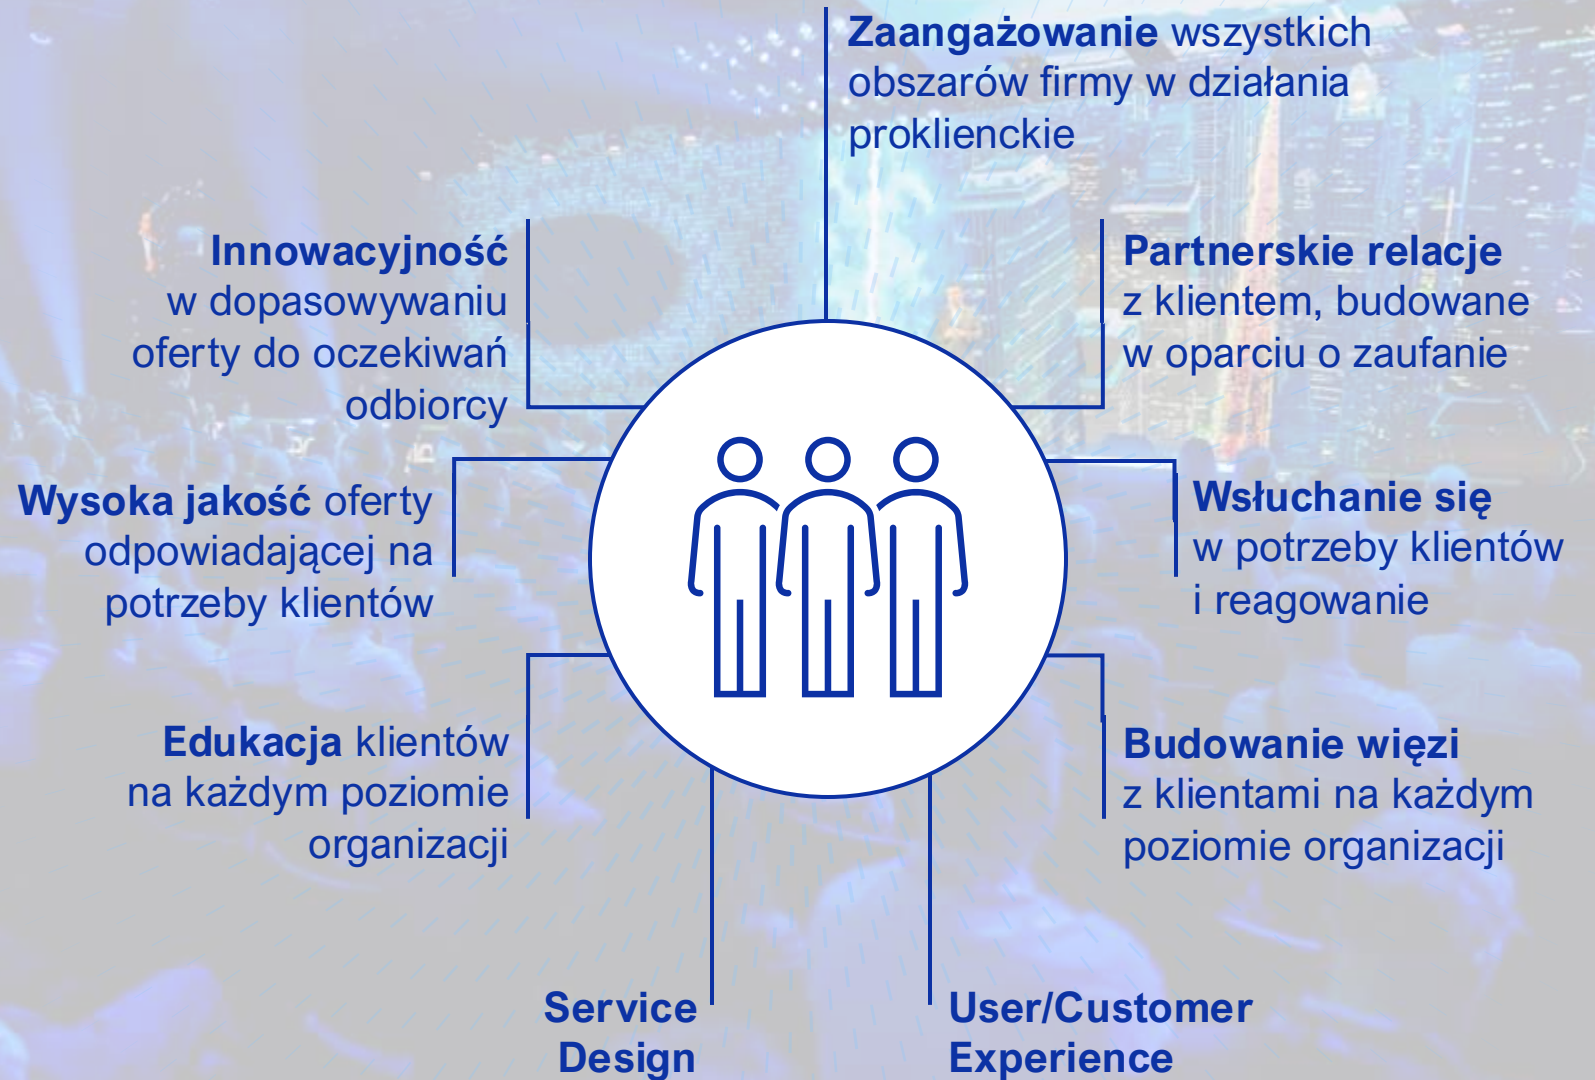 Zaangażowanie wszystkich
obszarów firmy w działania
proklienckie
Innowacyjność
w dopasowywaniu
oferty do oczekiwań
odbiorcy
Partnerskie relacje
z klientem, budowane
w oparciu o zaufanie
Wysoka jakość oferty
odpowiadającej na
potrzeby klientów
Wsłuchanie się
w potrzeby klientów
i reagowanie
Edukacja klientów
na każdym poziomie
organizacji
Budowanie więzi
z klientami na każdym
poziomie organizacji
Service
Design
User/Customer
Experience